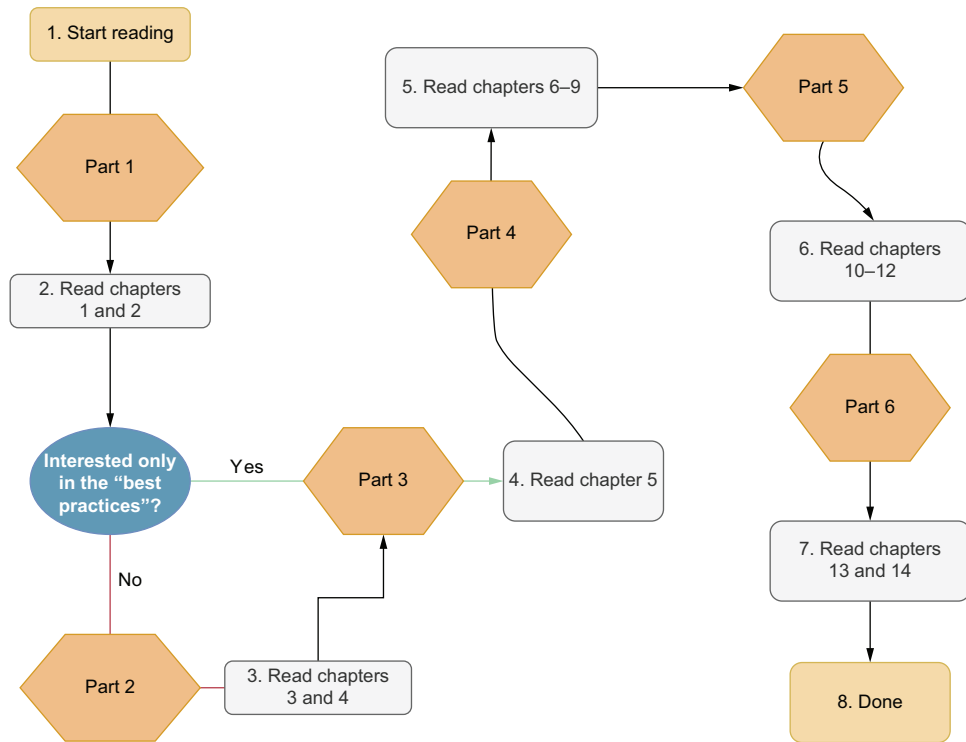 1. Start reading
Part 1
2. Read chapters
1 and 2
Interested only
in the “best
practices”?
Yes
No
Part 2
3. Read chapters
3 and 4
Part 3
4. Read chapter 5
Part 4
5. Read chapters 6–9
Part 5
6. Read chapters
10–12
Part 6
7. Read chapters
13 and 14
8. Done